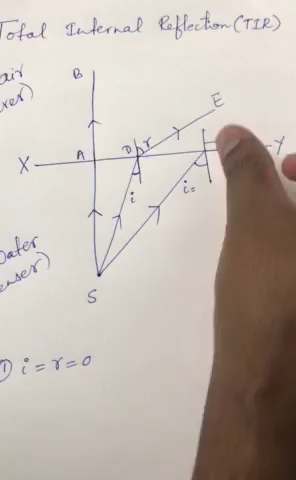 Total Internal Reflection (TIR)
air
B
E
D r
X A Y
i i=
S
① i = r = 0